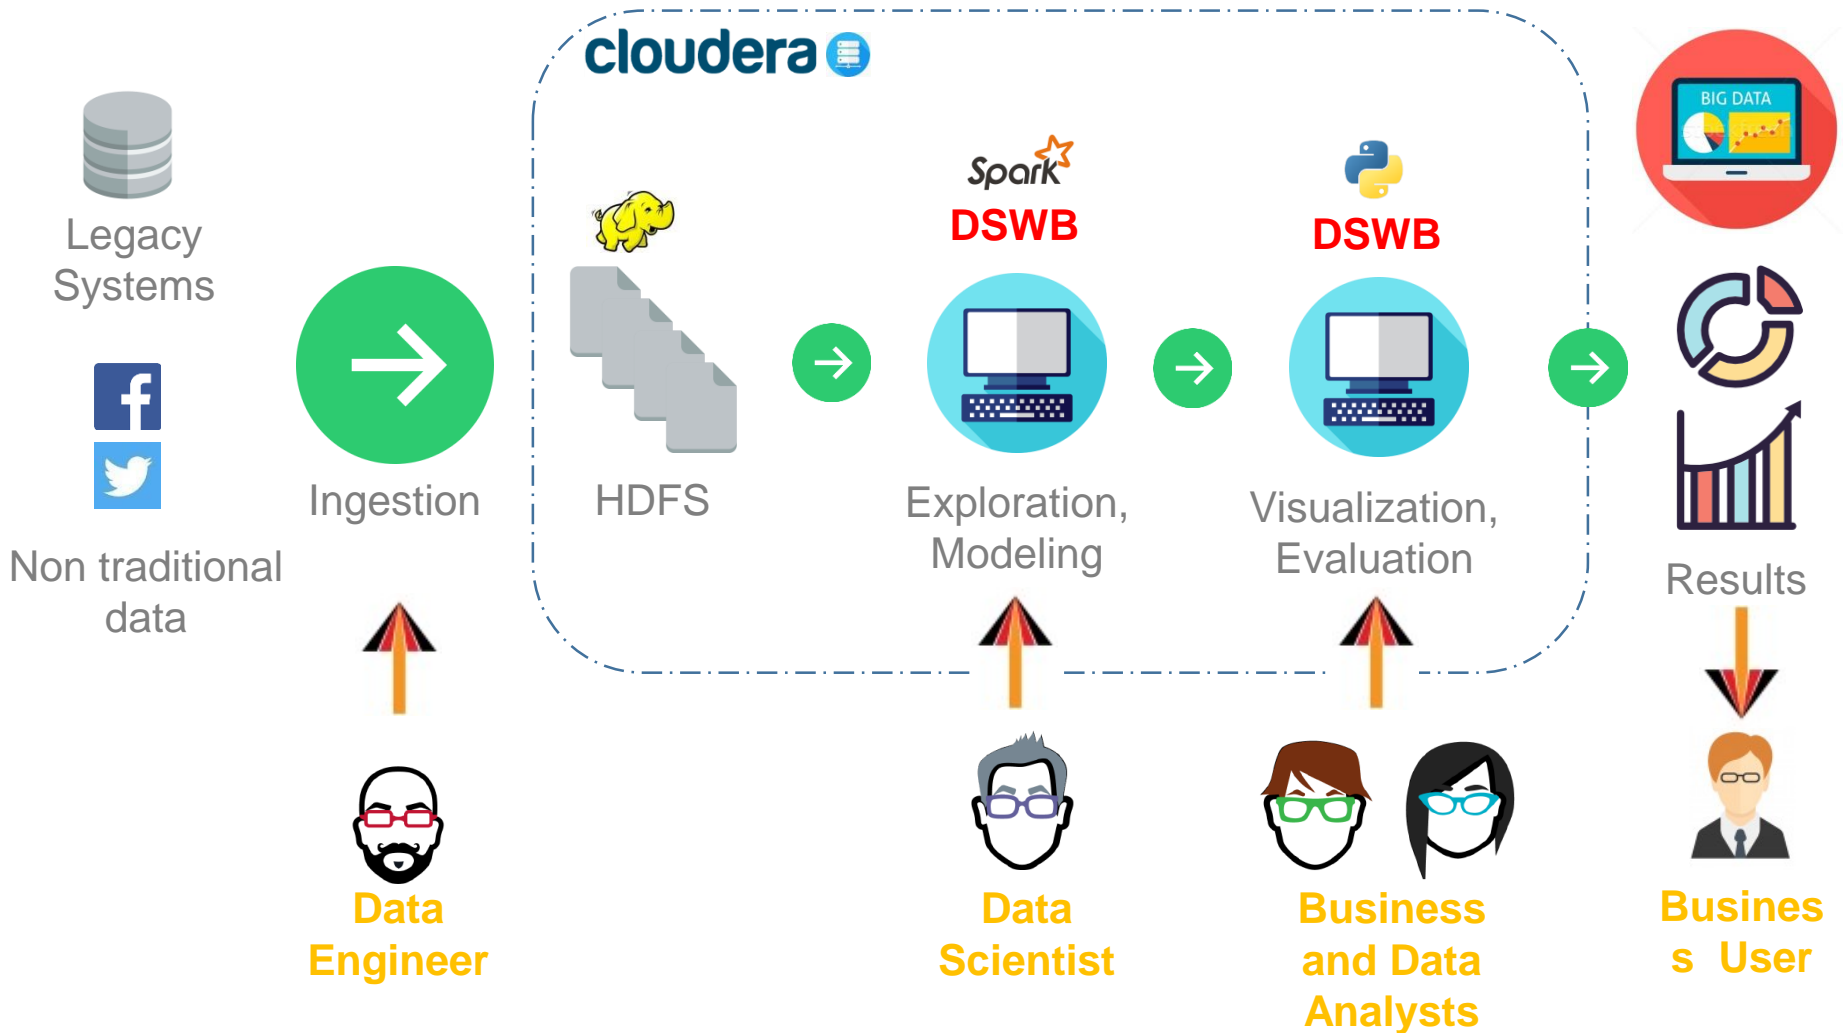 cloudera
BIG DATA
Spark
DSWB
DSWB
Legacy
Systems
Ingestion
HDFS
Exploration,
Modeling
Visualization,
Evaluation
Non traditional
data
Results
Data
Engineer
Data
Scientist
Business
and Data
Analysts
Busines
s User